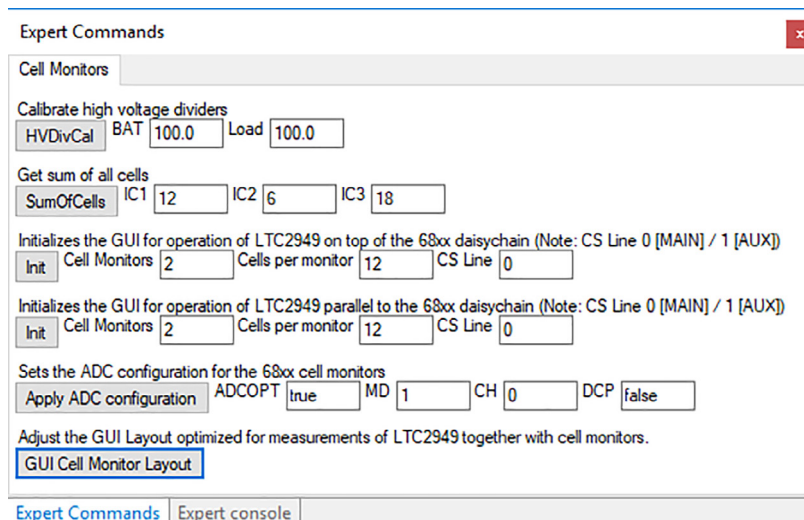 Expert Commands
x
Cell Monitors
Calibrate high voltage dividers
HVDivCal BAT 100.0 Load 100.0
Get sum of all cells
SumOfCells IC1 12 IC2 6 IC3 18
Initializes the GUI for operation of LTC2949 on top of the 68xx daisychain (Note: CS Line 0 [MAIN] / 1 [AUX])
Init Cell Monitors 2 Cells per monitor 12 CS Line 0
Initializes the GUI for operation of LTC2949 parallel to the 68xx daisychain (Note: CS Line 0 [MAIN] / 1 [AUX])
Init Cell Monitors 2 Cells per monitor 12 CS Line 0
Sets the ADC configuration for the 68xx cell monitors
Apply ADC configuration ADCOPT true MD 1 CH 0 DCP false
Adjust the GUI Layout optimized for measurements of LTC2949 together with cell monitors.
GUI Cell Monitor Layout
Expert Commands Expert console